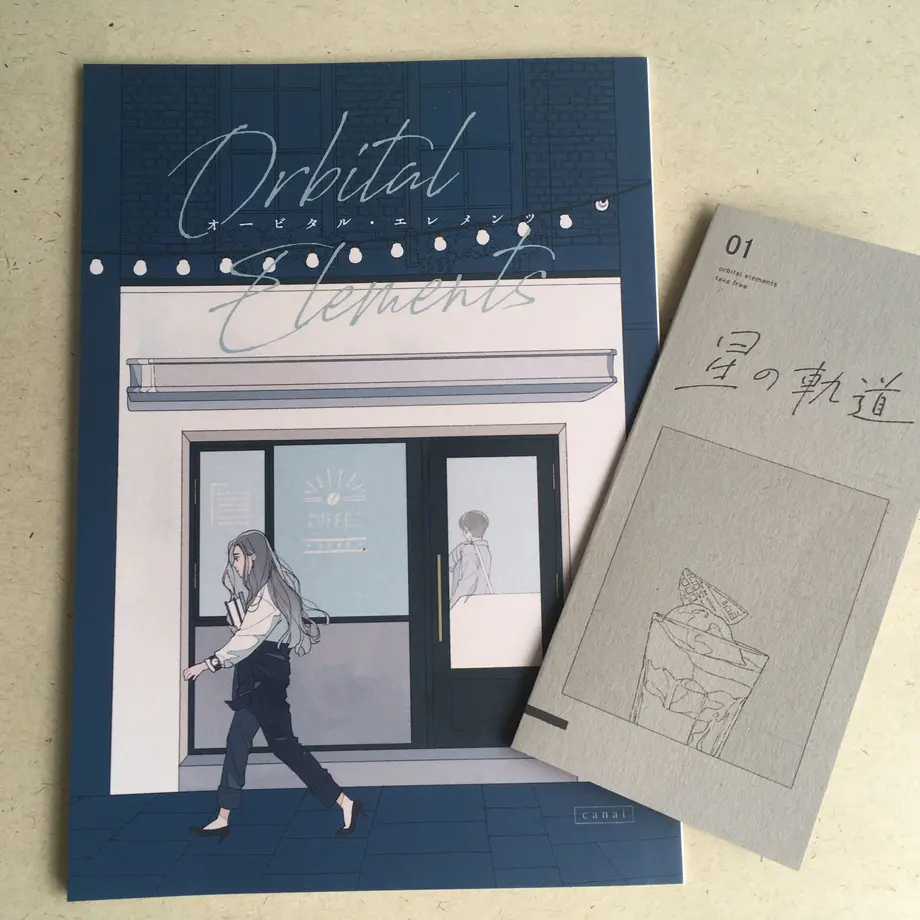 Orbital
オービタル・エレメンツ
Elements
canai
01
orbital elements
take free
星の軌道